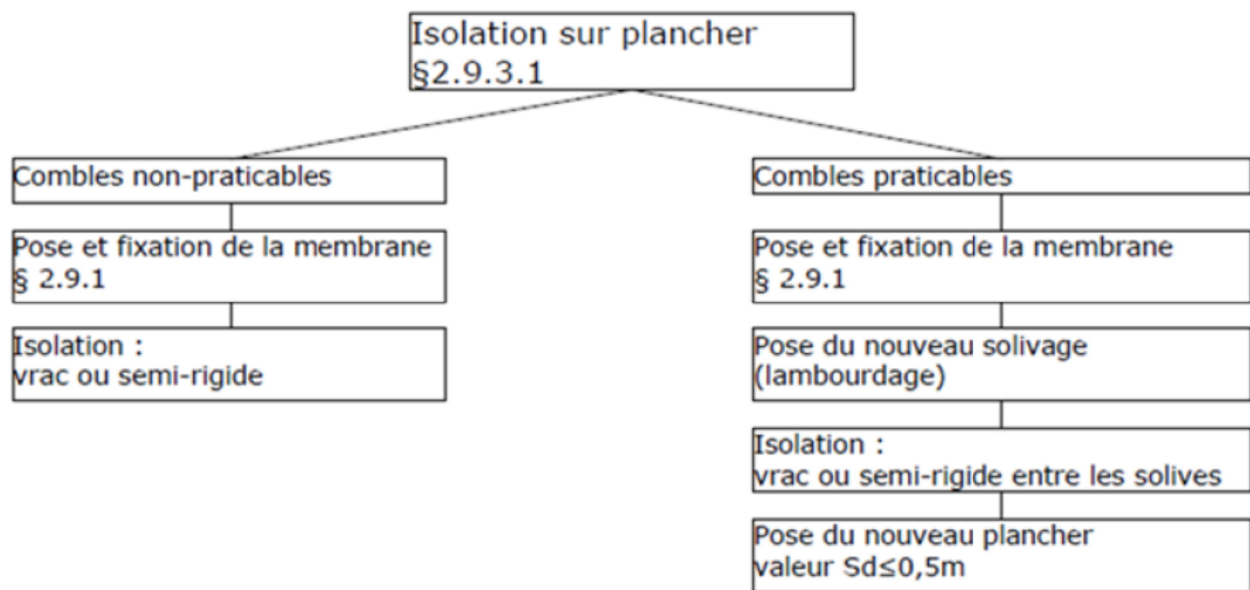 Isolation sur plancher
§2.9.3.1
Combles non-praticables
Pose et fixation de la membrane
§ 2.9.1
Isolation :
vrac ou semi-rigide
Combles praticables
Pose et fixation de la membrane
§ 2.9.1
Pose du nouveau solivage
(lambourdage)
Isolation :
vrac ou semi-rigide entre les solives
Pose du nouveau plancher
valeur Sd≤0,5m